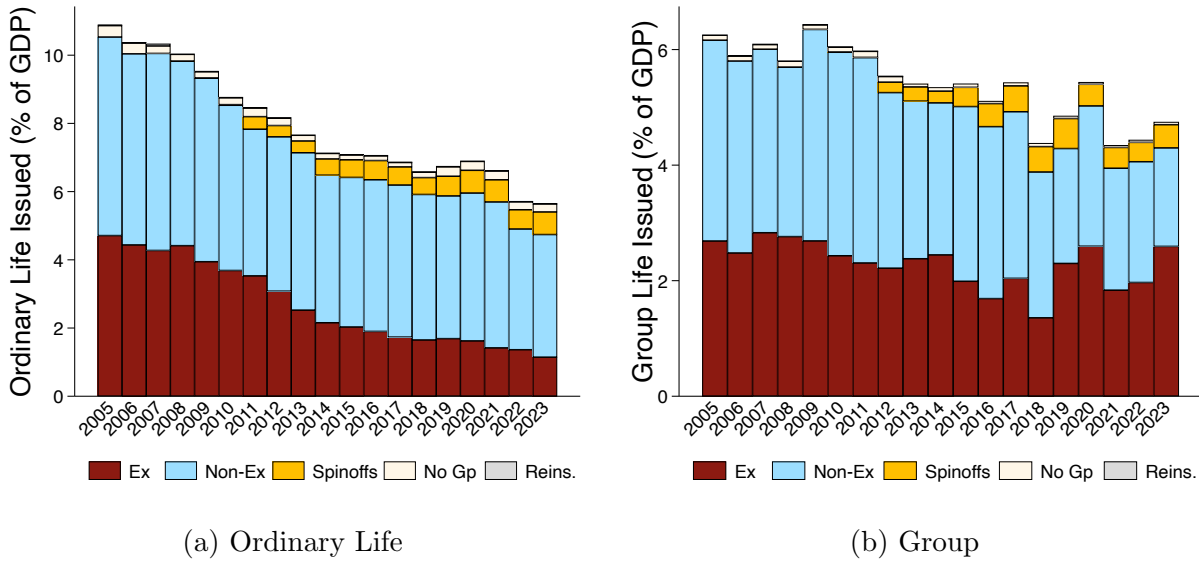 Ordinary Life Issued (% of GDP)
10
8
6
4
2
0
2005 2006 2007 2008 2009 2010 2011 2012 2013 2014 2015 2016 2017 2018 2019 2020 2021 2022 2023
Ex Non-Ex Spinoffs No Gp Reins.
(a) Ordinary Life
Group Life Issued (% of GDP)
6
4
2
0
2005 2006 2007 2008 2009 2010 2011 2012 2013 2014 2015 2016 2017 2018 2019 2020 2021 2022 2023
Ex Non-Ex Spinoffs No Gp Reins.
(b) Group